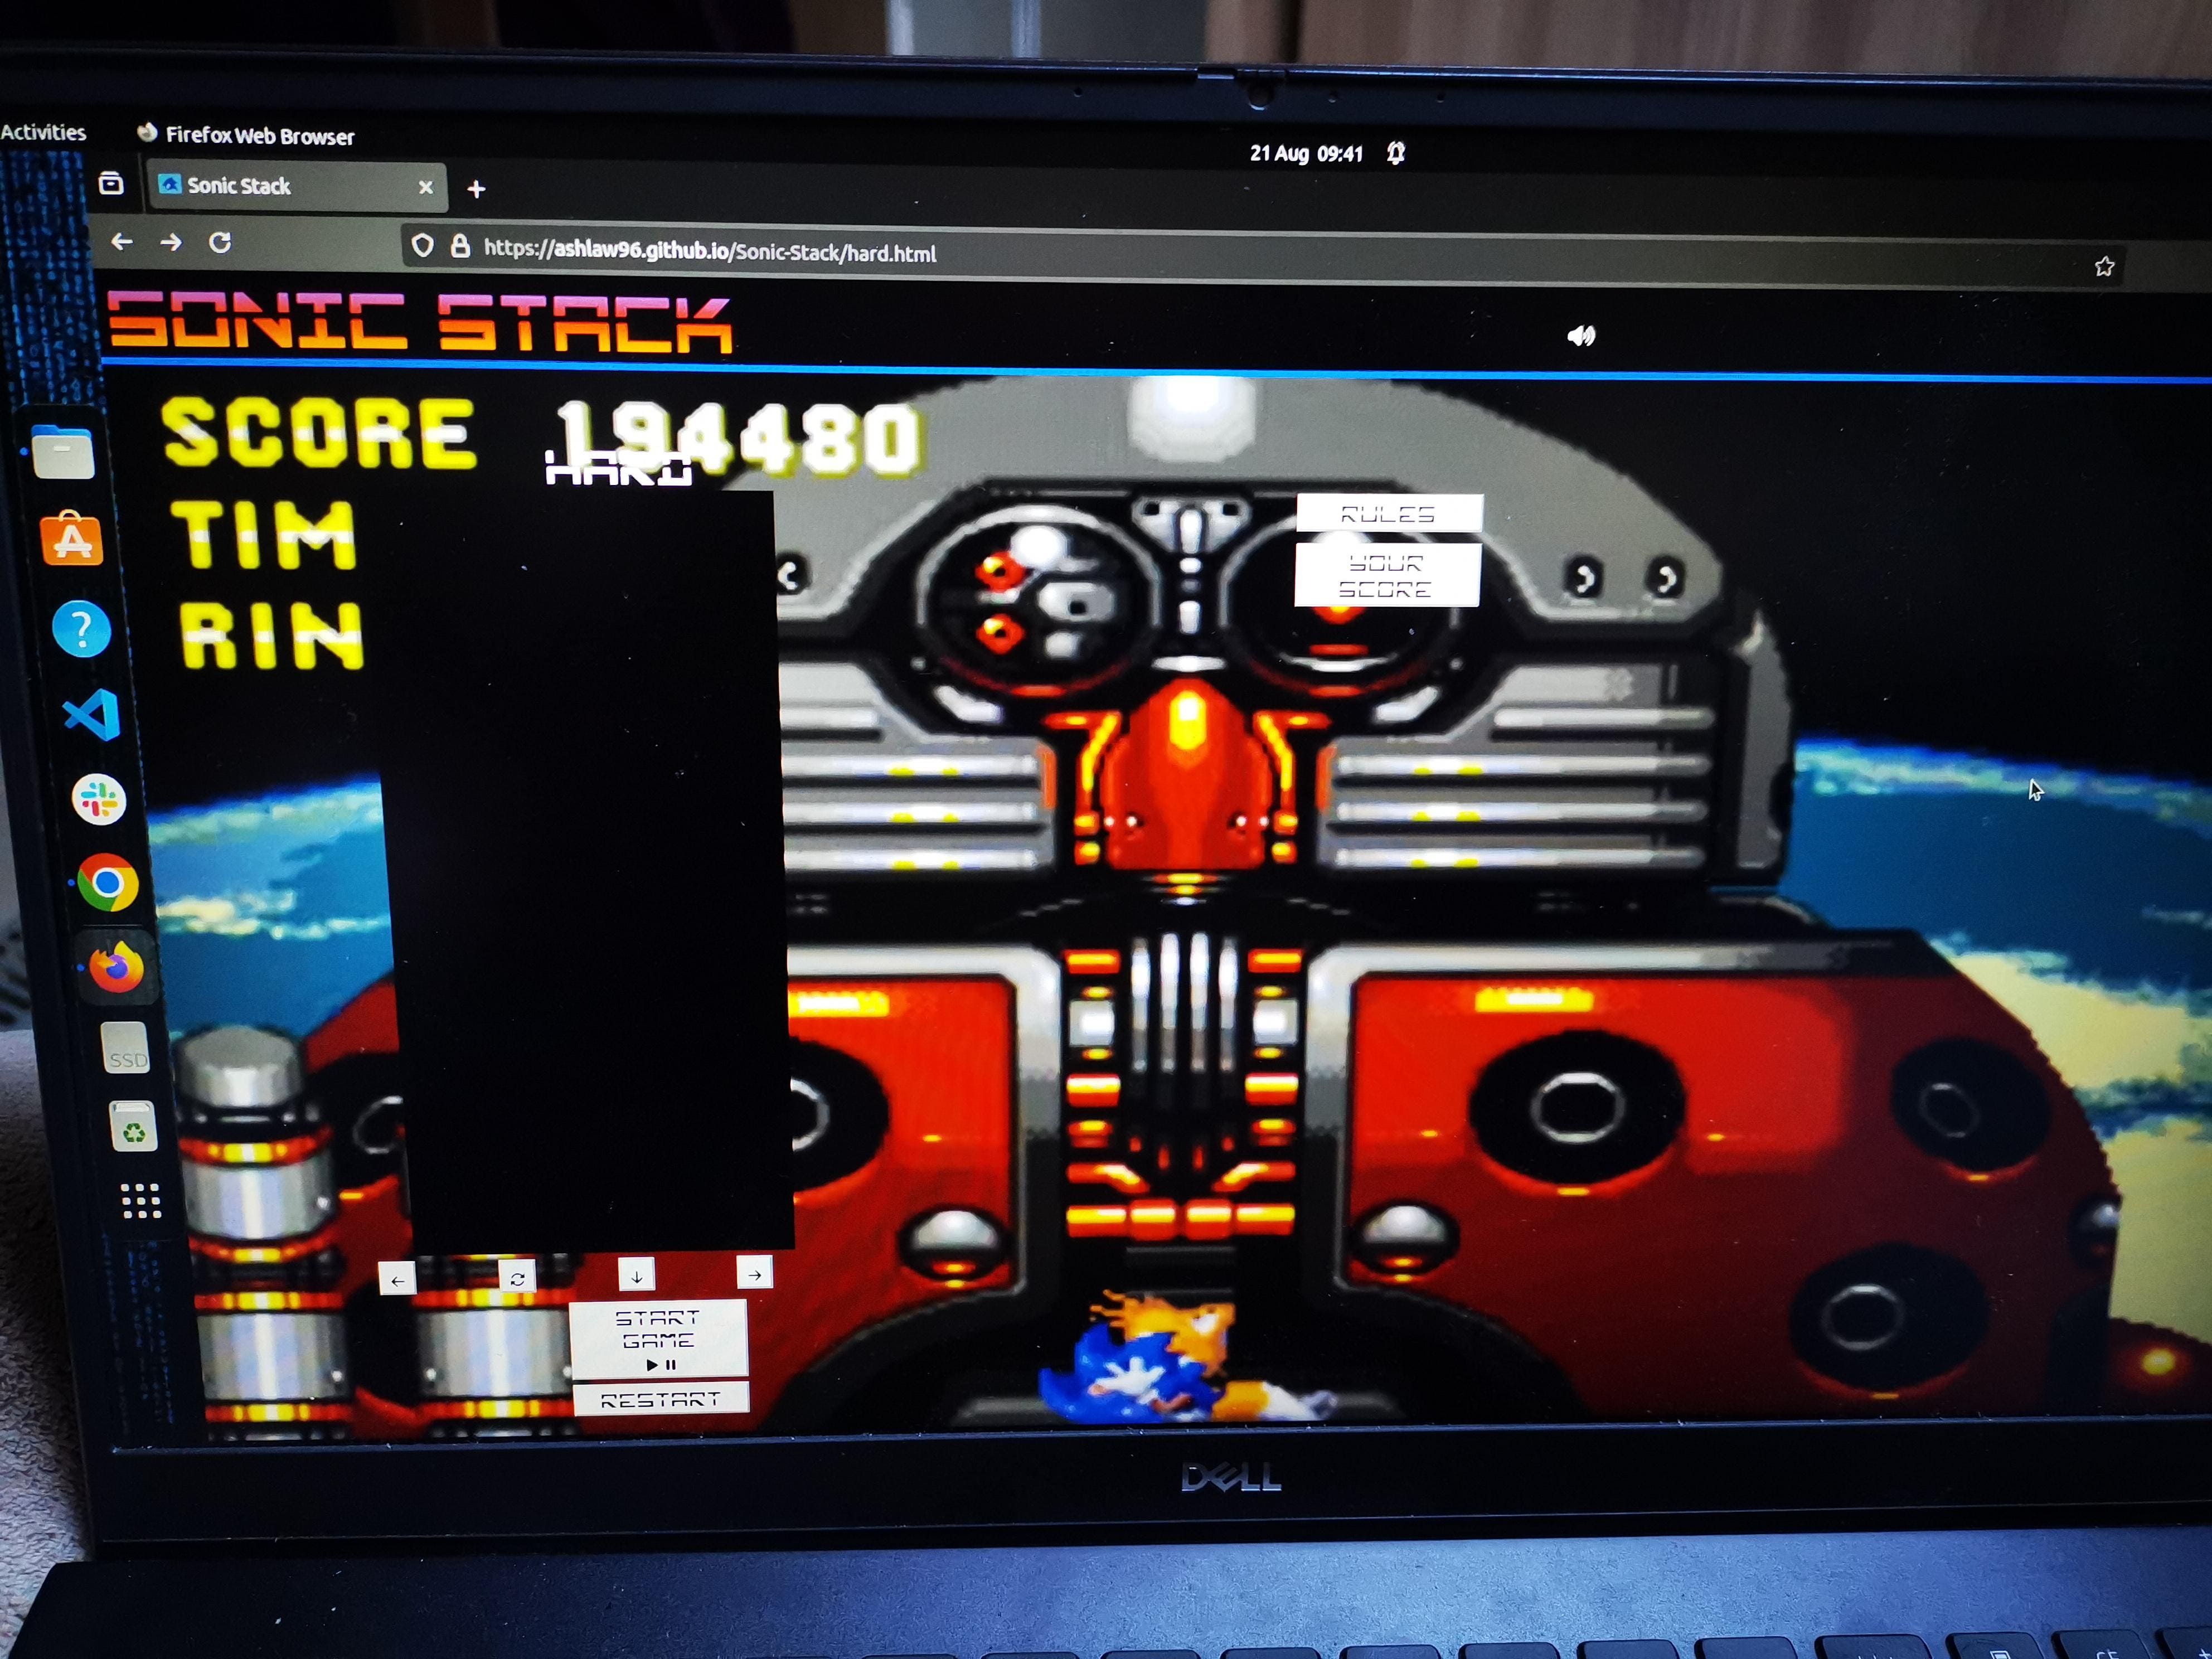 Activities
Firefox Web Browser
21 Aug 09:41
Sonic Stack
https://ashlaw96.github.io/Sonic-Stack/hard.html
SONIC STACK
SCORE 194480
HARD
TIM
RIN
RULES
YOUR
SCORE
SSD
START
GAME
RESTART
DELL